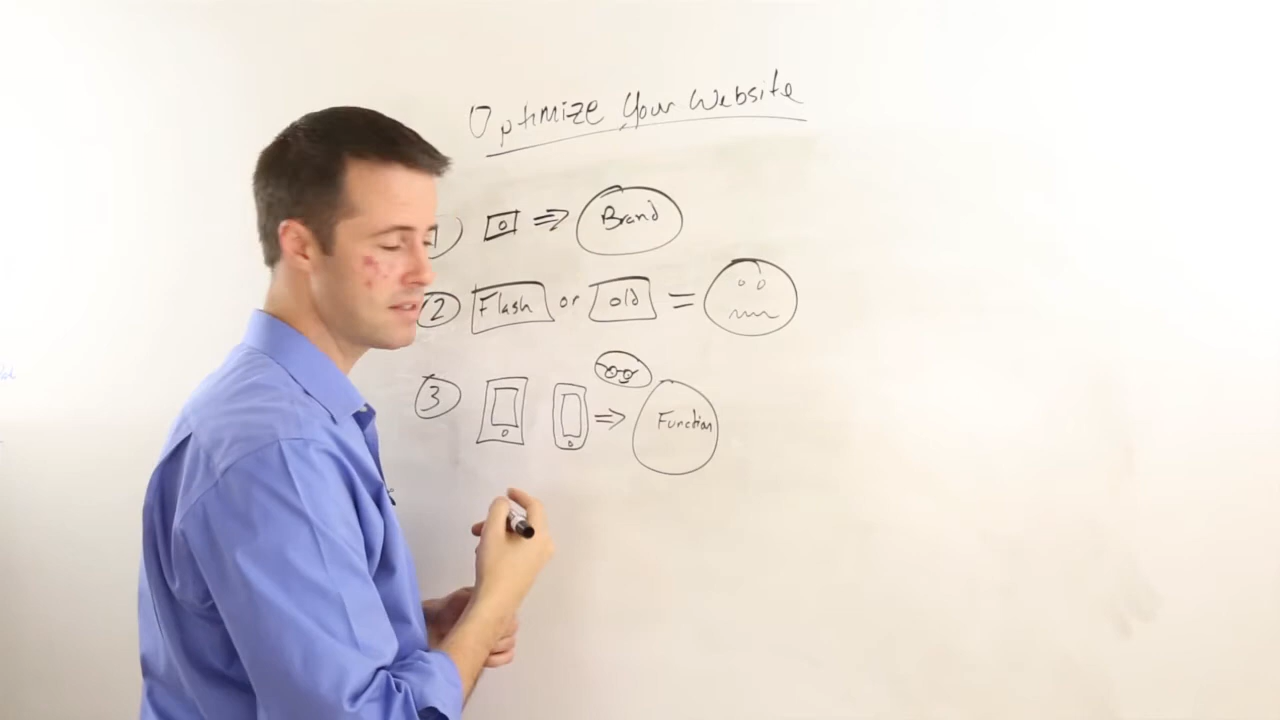 Optimize Your Website
1 Brand
2 Flash or old =
3 Function